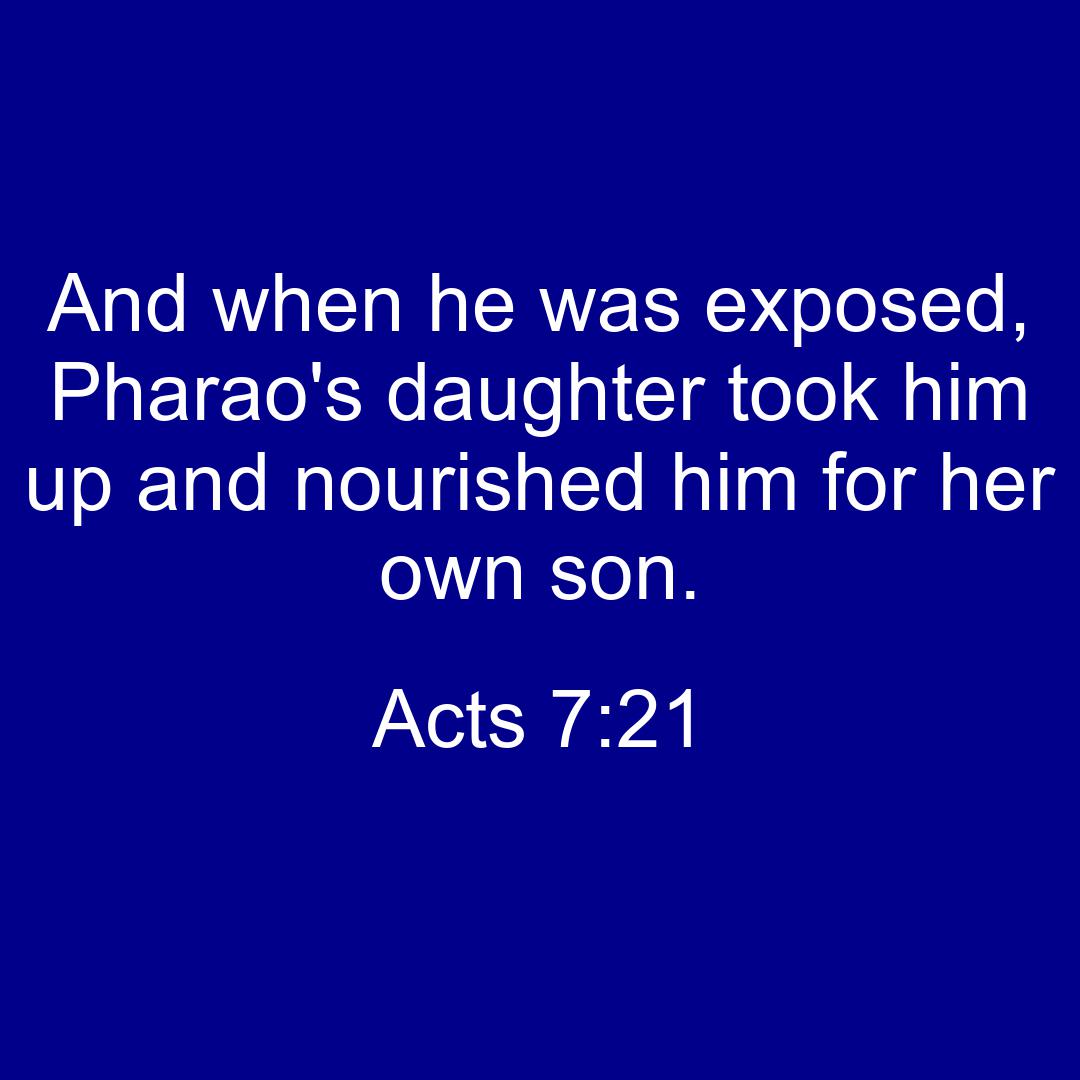 And when he was exposed,
Pharao's daughter took him
up and nourished him for her
own son.
Acts 7:21